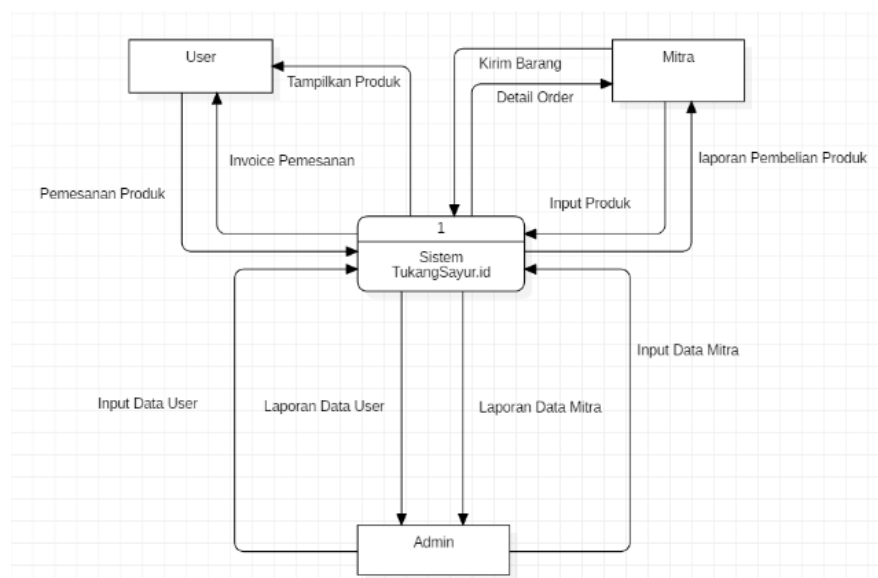 User
Mitra
Kirim Barang
Tampilkan Produk
Detail Order
Invoice Pemesanan
laporan Pembelian Produk
Pemesanan Produk
Input Produk
1
Sistem
TukangSayur.id
Input Data Mitra
Input Data User
Laporan Data User
Laporan Data Mitra
Admin